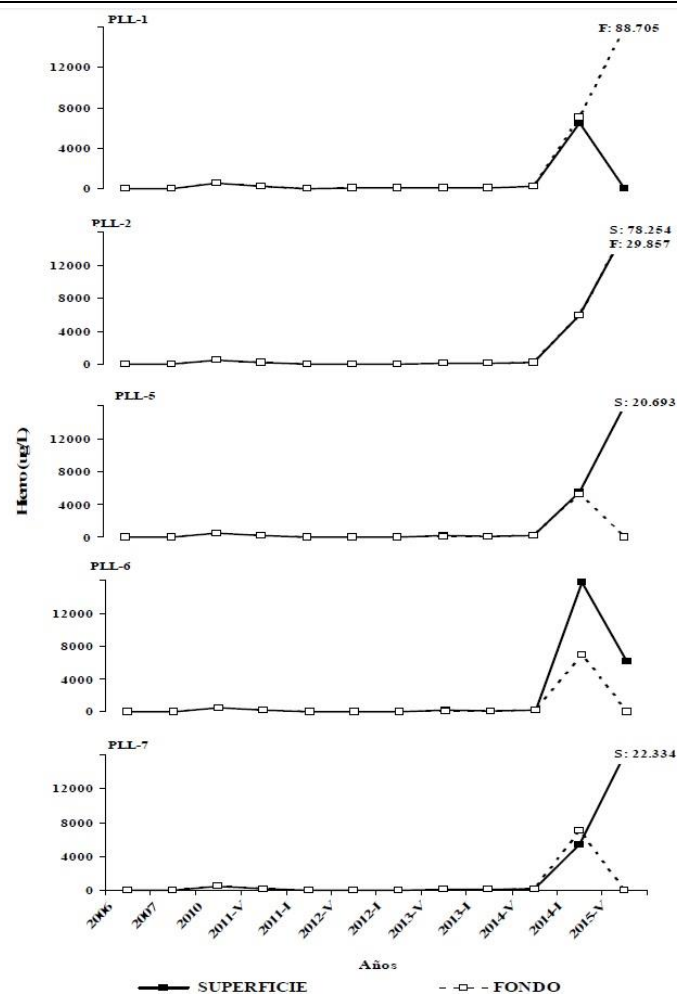 PLL-1
F: 88.705
12000
8000
4000
0
PLL-2
S: 78.254
F: 29.857
12000
8000
4000
0
PLL-5
S: 20.693
12000
8000
4000
0
Hierro (ug/L)
PLL-6
12000
8000
4000
0
PLL-7
S: 22.334
12000
8000
4000
0
2006 2007 2010 2011-V 2011-I 2012-V 2012-I 2013-V 2013-I 2014-V 2014-I 2015-V
Años
SUPERFICIE FONDO